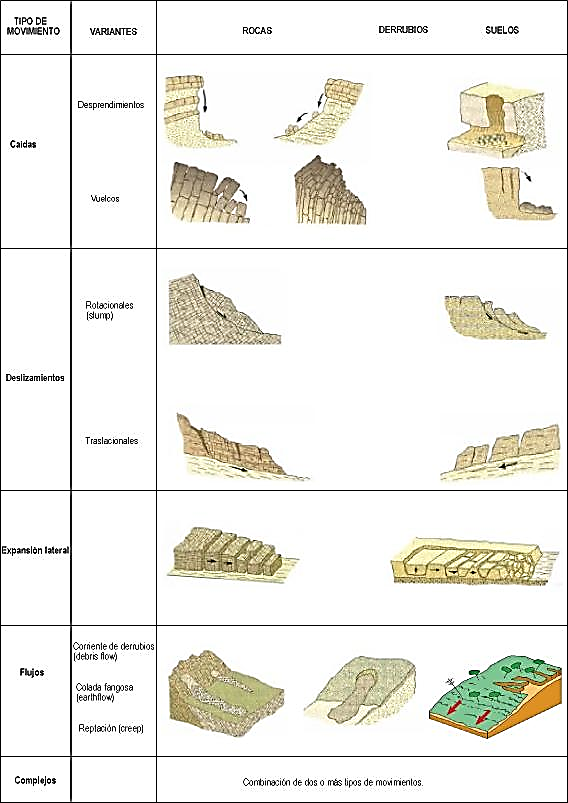 TIPO DE
MOVIMIENTO
VARIANTES
ROCAS
DERRUBIOS
SUELOS
Caidas
Desprendimientos
Vuelcos
Deslizamientos
Rotacionales
(slump)
Traslacionales
Expansión lateral
Flujos
Corriente de derrubios
(debris flow)
Colada fangosa
(earthflow)
Reptación (creep)
Complejos
Combinación de dos o más tipos de movimientos.